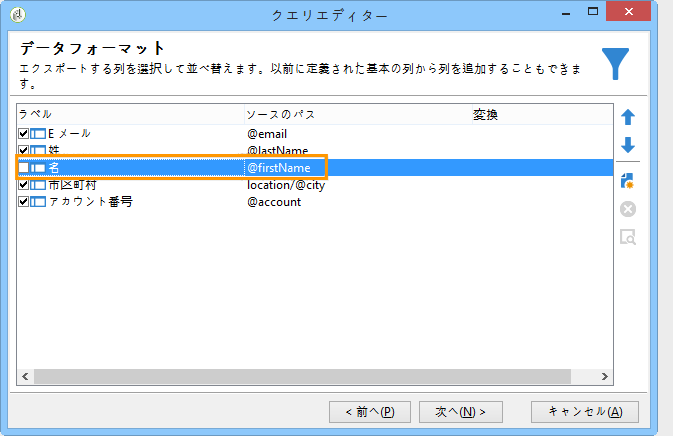 クエリエディター
データフォーマット
エクスポートする列を選択して並べ替えます。以前に定義された基本の列から列を追加することもできま
す。
ラベル ソースのパス 変換
E メール @email
姓 @lastName
名 @firstName
市区町村 location/@city
アカウント番号 @account
< 前へ(P) 次へ(N) > キャンセル(A)